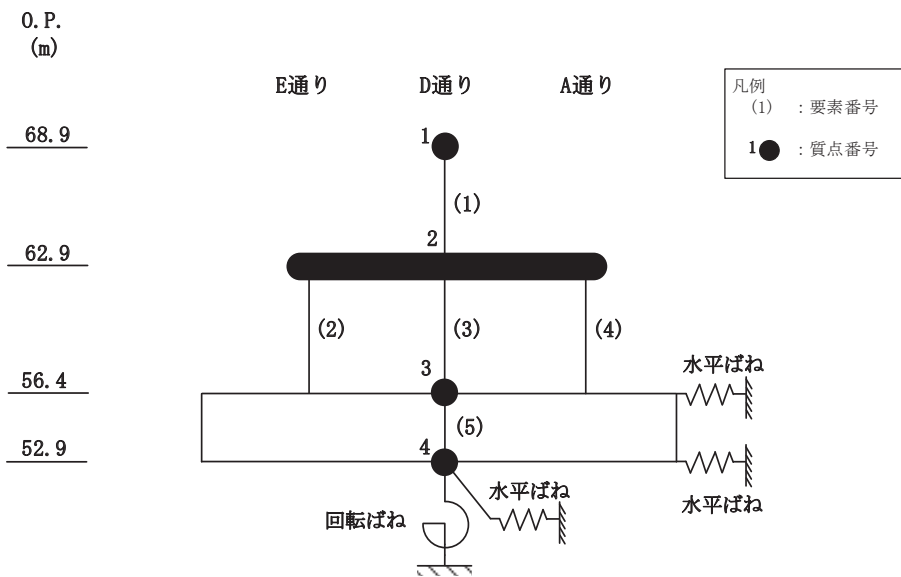 O.P.
(m)
E通り D通り A通り
凡例
(1) :要素番号
1 :質点番号
68.9
1
(1)
2
62.9
(2) (3) (4)
3
水平ばね
56.4
(5)
4
52.9
水平ばね
水平ばね
回転ばね